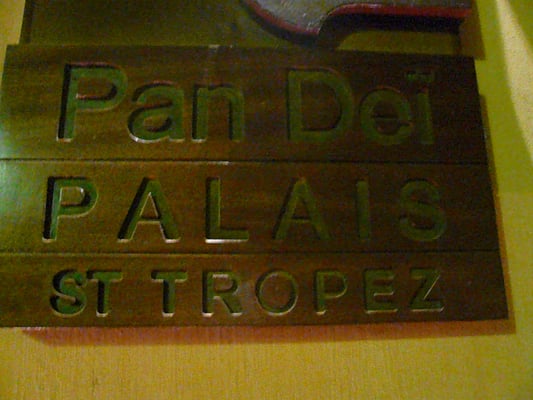 Pan Deï
PALAIS
ST TROPEZ